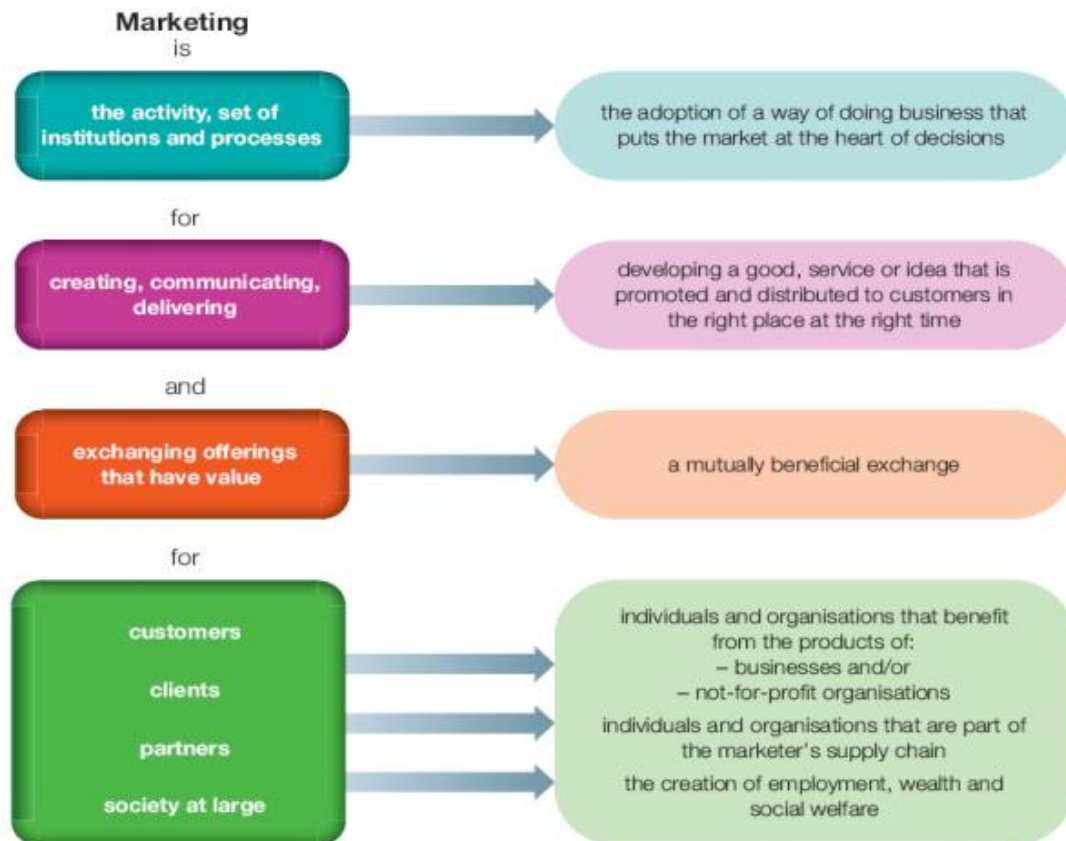 Marketing
is
the activity, set of
institutions and processes
the adoption of a way of doing business that
puts the market at the heart of decisions
for
creating, communicating,
delivering
developing a good, service or idea that is
promoted and distributed to customers in
the right place at the right time
and
exchanging offerings
that have value
a mutually beneficial exchange
for
customers
clients
partners
society at large
individuals and organisations that benefit
from the products of:
– businesses and/or
– not-for-profit organisations
individuals and organisations that are part of
the marketer's supply chain
the creation of employment, wealth and
social welfare